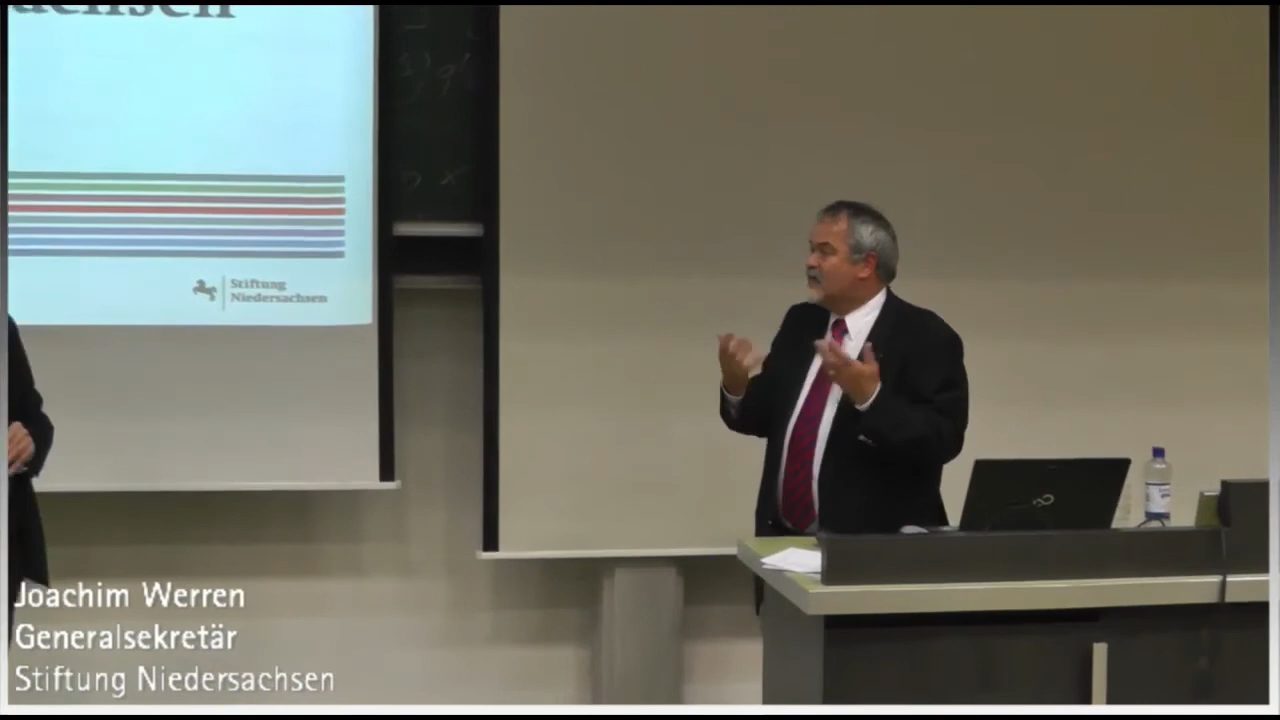 Stiftung
Niedersachsen
Joachim Werren
Generalsekretär
Stiftung Niedersachsen